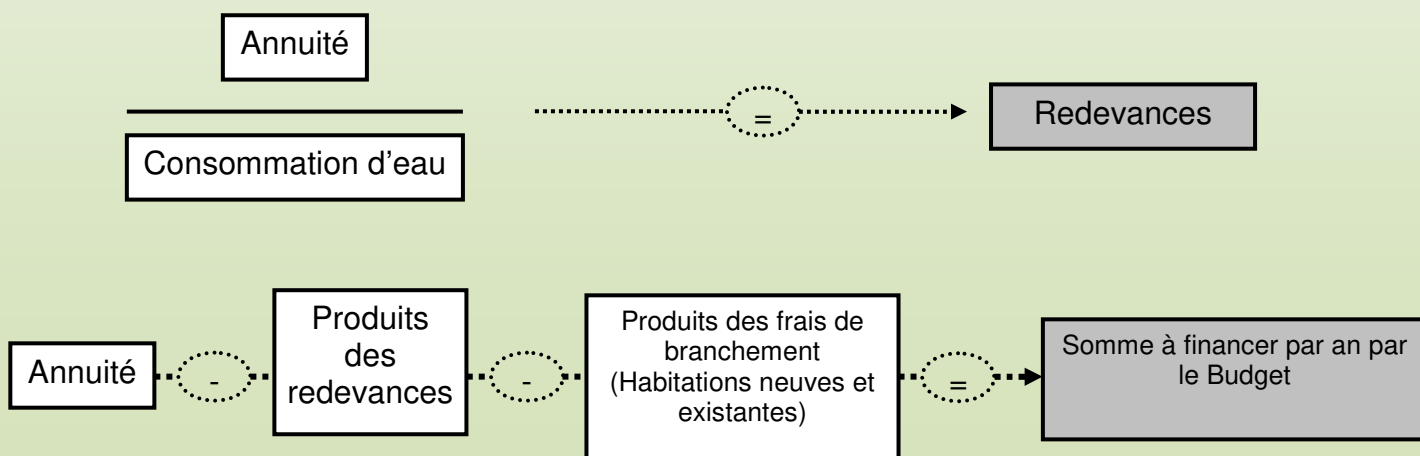 Annuité
Consommation d'eau
=
Redevances
Annuité
-
Produits
des
redevances
-
Produits des frais de
branchement
(Habitations neuves et
existantes)
=
Somme à financer par an par
le Budget